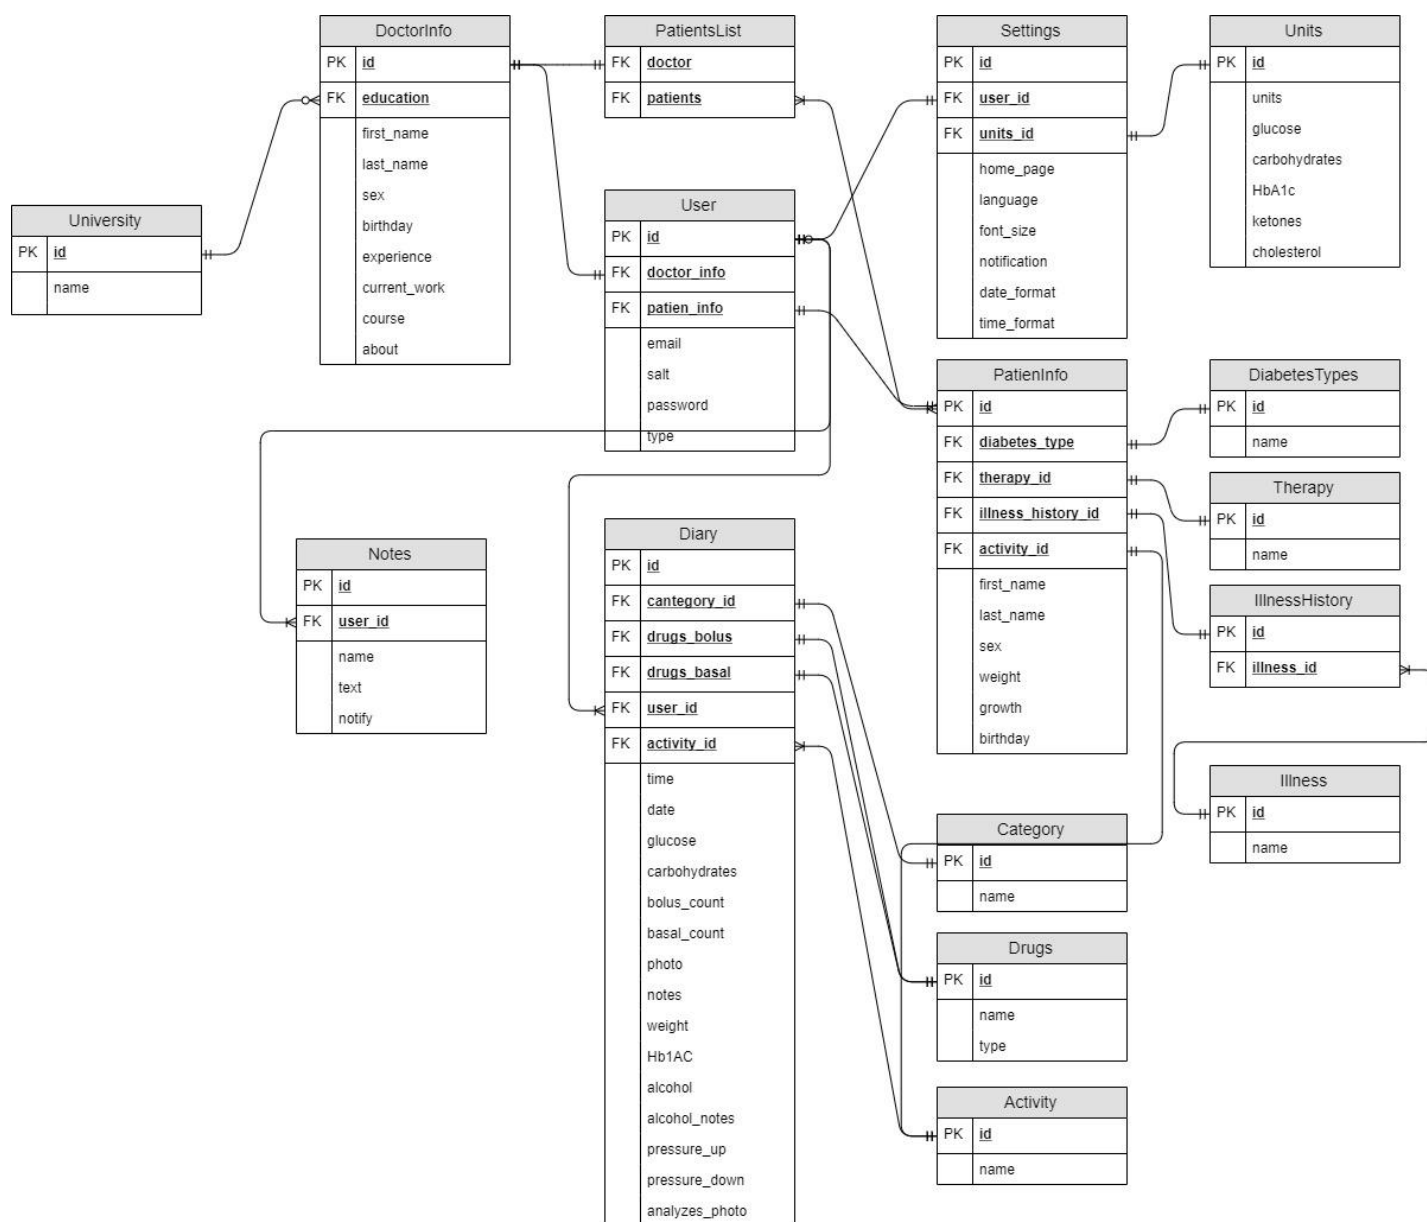 DoctorInfo
PK id
FK education
first_name
last_name
sex
birthday
experience
current_work
course
about
PatientsList
FK doctor
FK patients
Settings
PK id
FK user_id
FK units_id
home_page
language
font_size
notification
date_format
time_format
Units
PK id
units
glucose
carbohydrates
HbA1c
ketones
cholesterol
University
PK id
name
User
PK id
FK doctor_info
FK patien_info
email
salt
password
type
PatienInfo
PK id
FK diabetes_type
FK therapy_id
FK illness_history_id
FK activity_id
first_name
last_name
sex
weight
growth
birthday
DiabetesTypes
PK id
name
Therapy
PK id
name
IllnessHistory
PK id
FK illness_id
Notes
PK id
FK user_id
name
text
notify
Diary
PK id
FK cantegory_id
FK drugs_bolus
FK drugs_basal
FK user_id
FK activity_id
time
date
glucose
carbohydrates
bolus_count
basal_count
photo
notes
weight
Hb1AC
alcohol
alcohol_notes
pressure_up
pressure_down
analyzes_photo
Illness
PK id
name
Category
PK id
name
Drugs
PK id
name
type
Activity
PK id
name